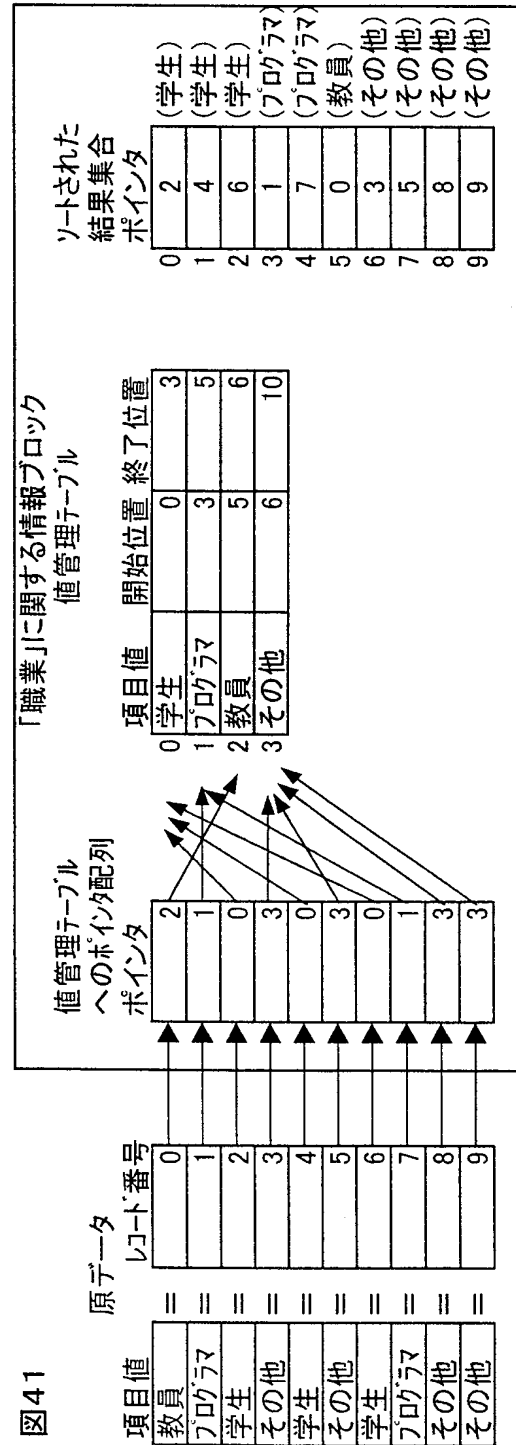 図41
原データ
項目値 レコード番号
教員 = 0
プログラマ = 1
学生 = 2
その他 = 3
学生 = 4
その他 = 5
学生 = 6
プログラマ = 7
その他 = 8
その他 = 9
「職業」に関する情報ブロック
値管理テーブル
へのポインタ配列
ポインタ
2
1
0
3
0
3
0
1
3
3
値管理テーブル
項目値 開始位置 終了位置
0 学生 0 3
1 プログラマ 3 5
2 教員 5 6
3 その他 6 10
ソートされた
結果集合
ポインタ
0 2 (学生)
1 4 (学生)
2 6 (学生)
3 1 (プログラマ)
4 7 (プログラマ)
5 0 (教員)
6 3 (その他)
7 5 (その他)
8 8 (その他)
9 9 (その他)